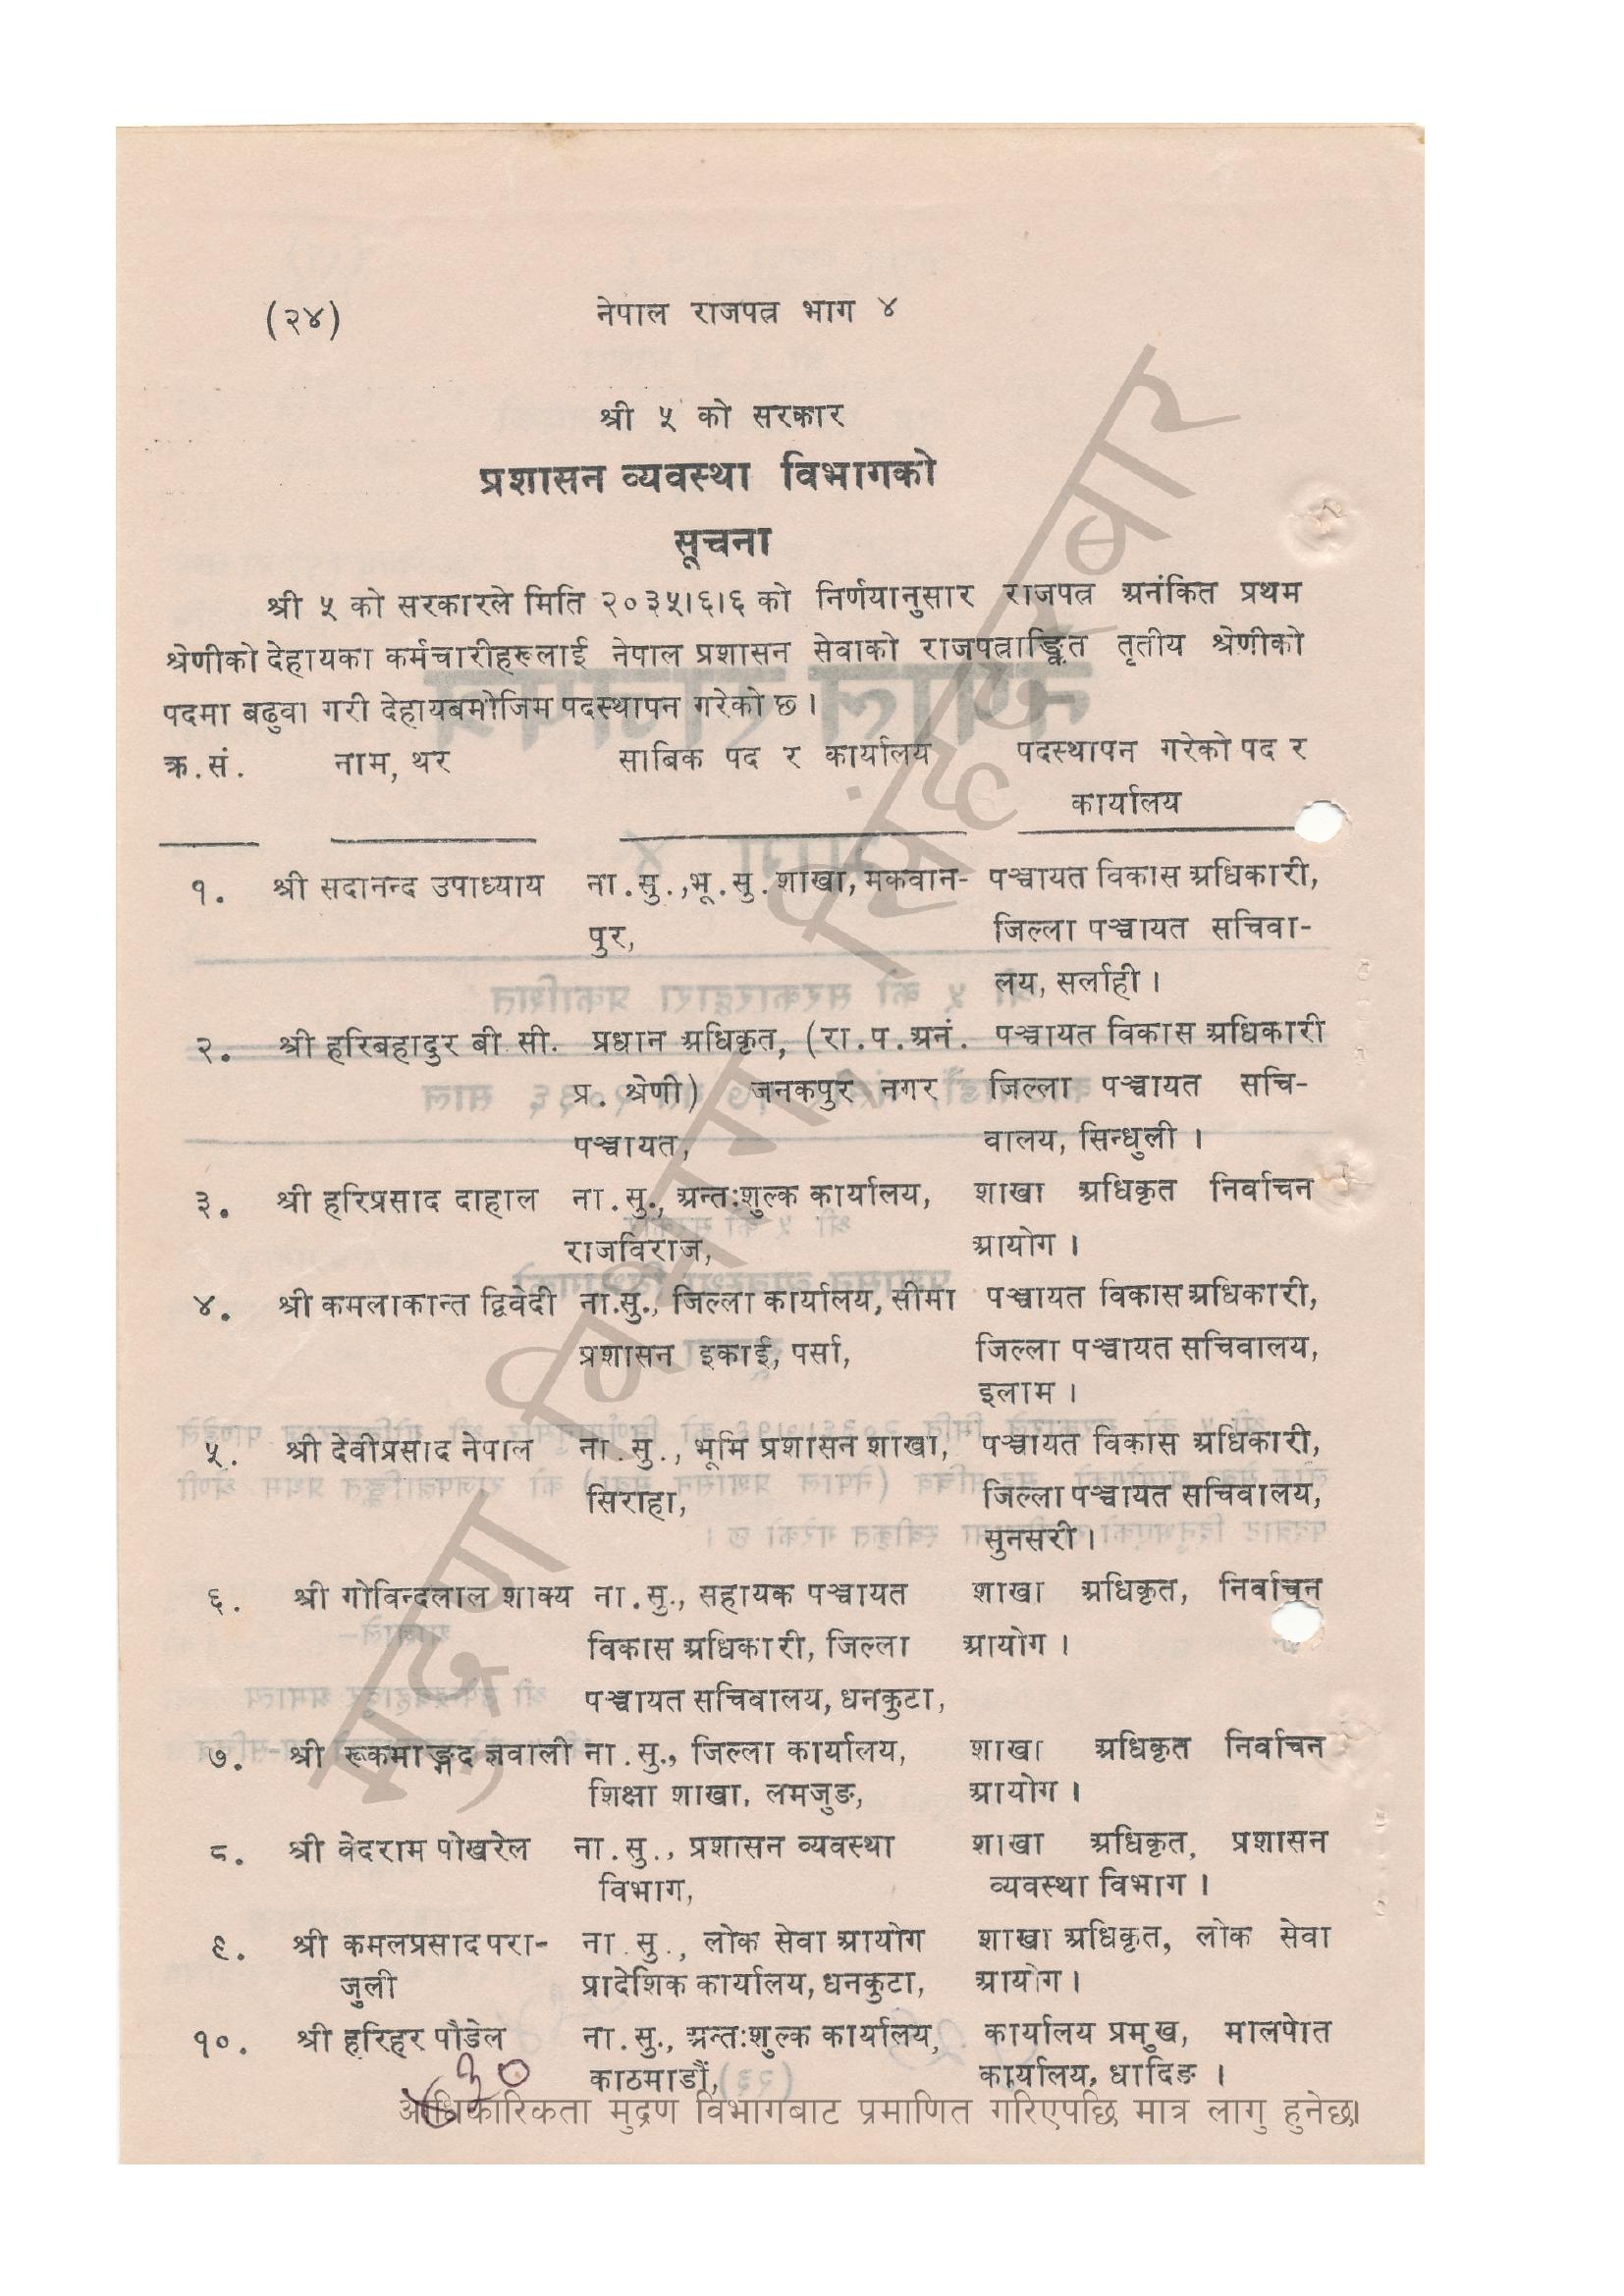 (२४) नेपाल राजपत्र भाग ४
श्री ५ को सरकार
प्रशासन व्यवस्था विभागको
सूचना
श्री ५ को सरकारले मिति २०३५।६।६ को निर्णयानुसार राजपत्र अनंकित प्रथम
श्रेणीको देहायका कर्मचारीहरूलाई नेपाल प्रशासन सेवाको राजपत्राङ्कित तृतीय श्रेणीको
पदमा बढुवा गरी देहायबमोजिम पदस्थापन गरेको छ ।
क्र.सं. नाम, थर साबिक पद र कार्यालय पदस्थापन गरेको पद र
कार्यालय
१. श्री सदानन्द उपाध्याय ना.सु.,भू.सु.शाखा, मकवान- पञ्चायत विकास अधिकारी,
पुर, जिल्ला पञ्चायत सचिवा-
लय, सर्लाही ।
२. श्री हरिबहादुर बी.सी. प्रधान अधिकृत, (रा.प.अनं. पञ्चायत विकास अधिकारी
प्र. श्रेणी) जनकपुर नगर जिल्ला पञ्चायत सचि-
पञ्चायत, वालय, सिन्धुली ।
३. श्री हरिप्रसाद दाहाल ना.सु., अन्तःशुल्क कार्यालय, शाखा अधिकृत निर्वाचन
राजविराज, आयोग ।
४. श्री कमलाकान्त द्विवेदी ना.सु., जिल्ला कार्यालय, सीमा पञ्चायत विकास अधिकारी,
प्रशासन इकाई, पर्सा, जिल्ला पञ्चायत सचिवालय,
इलाम ।
५. श्री देवीप्रसाद नेपाल ना.सु., भूमि प्रशासन शाखा, पञ्चायत विकास अधिकारी,
सिराहा, जिल्ला पञ्चायत सचिवालय,
सुनसरी ।
६. श्री गोविन्दलाल शाक्य ना.सु., सहायक पञ्चायत शाखा अधिकृत, निर्वाचन
विकास अधिकारी, जिल्ला आयोग ।
पञ्चायत सचिवालय, धनकुटा,
७. श्री रूकमाङ्गद ज्ञवाली ना.सु., जिल्ला कार्यालय, शाखा अधिकृत निर्वाचन
शिक्षा शाखा, लमजुङ, आयोग ।
८. श्री वेदराम पोखरेल ना.सु., प्रशासन व्यवस्था शाखा अधिकृत, प्रशासन
विभाग, व्यवस्था विभाग ।
९. श्री कमलप्रसाद परा- ना.सु., लोक सेवा आयोग शाखा अधिकृत, लोक सेवा
जुली प्रादेशिक कार्यालय, धनकुटा, आयोग ।
१०. श्री हरिहर पौडेल ना.सु., अन्तःशुल्क कार्यालय, कार्यालय प्रमुख, मालपोत
काठमाडौं, कार्यालय, धादिङ ।
आधिकारिकता मुद्रण विभागबाट प्रमाणित गरिएपछि मात्र लागु हुनेछ।